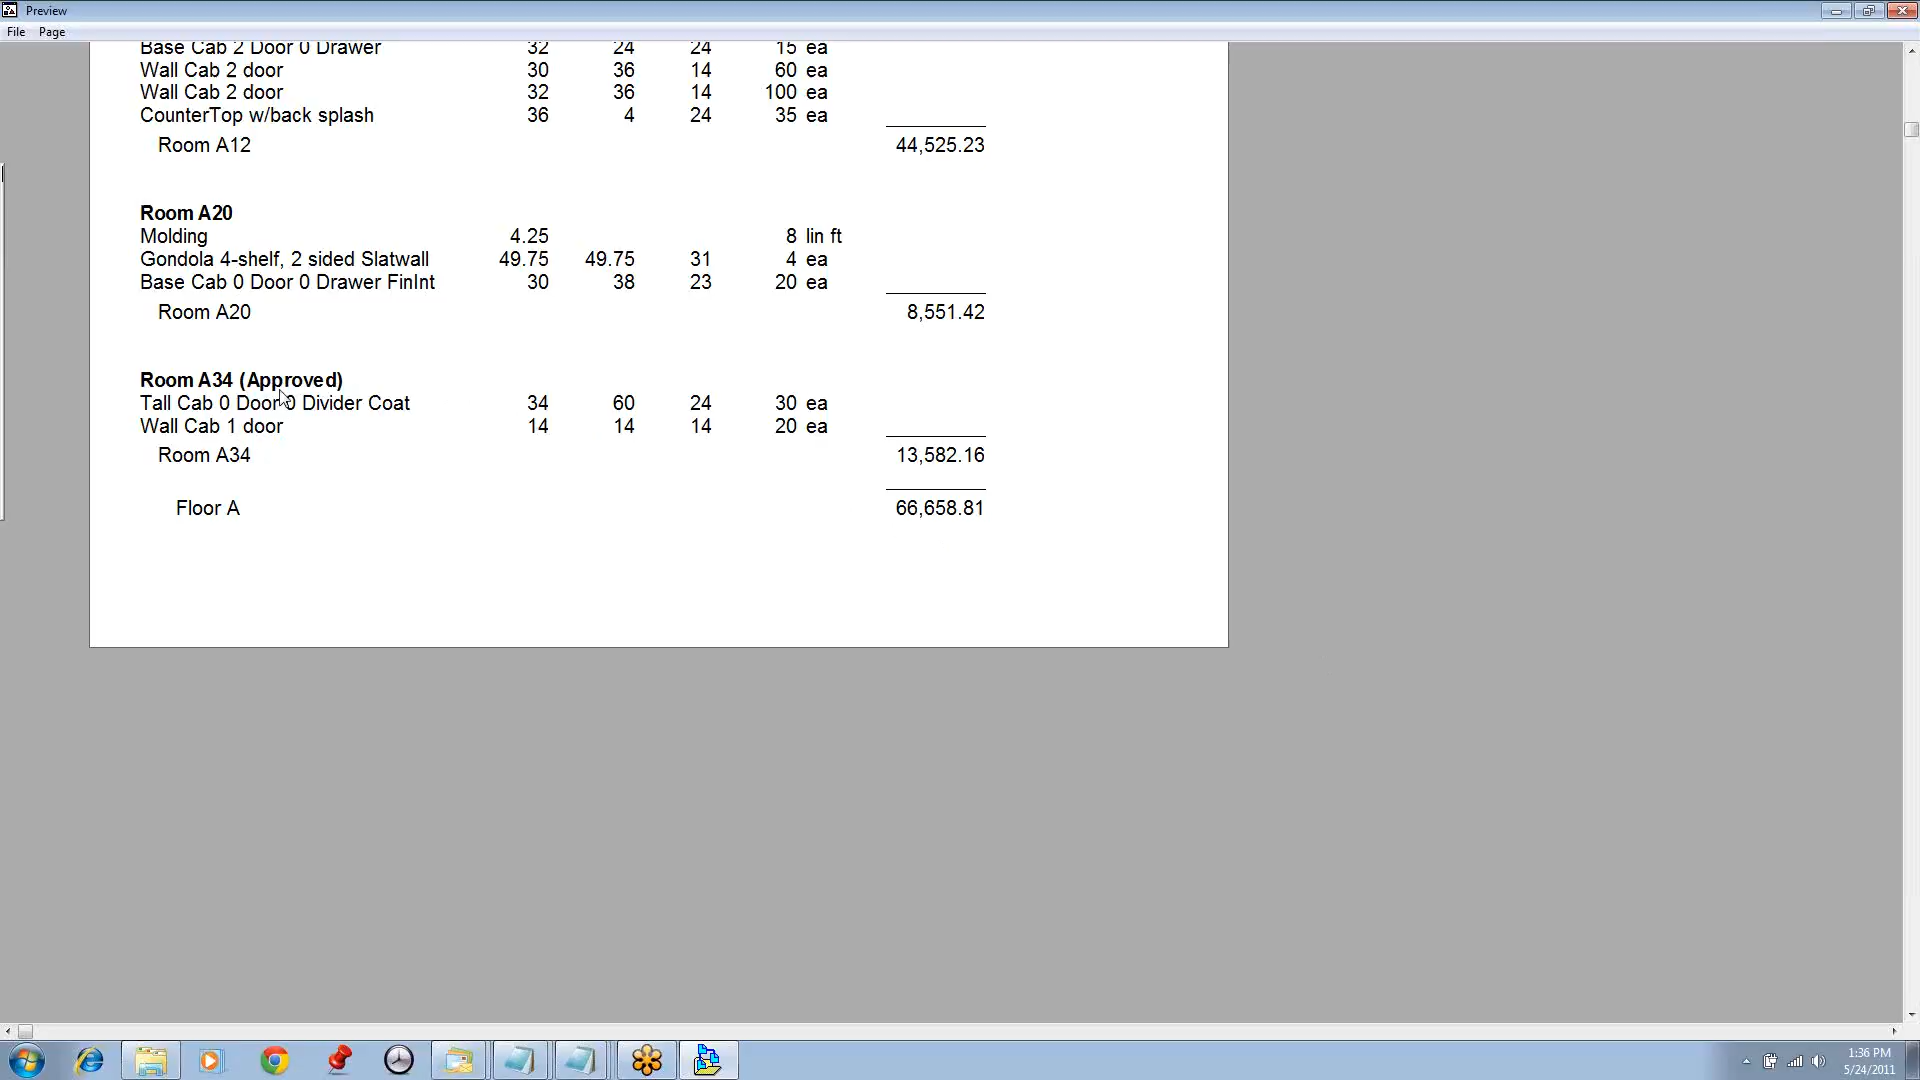 Preview
File Page
Base Cab 2 Door 0 Drawer 32 24 24 15 ea
Wall Cab 2 door 30 36 14 60 ea
Wall Cab 2 door 32 36 14 100 ea
CounterTop w/back splash 36 4 24 35 ea
Room A12 44,525.23
Room A20
Molding 4.25 8 lin ft
Gondola 4-shelf, 2 sided Slatwall 49.75 49.75 31 4 ea
Base Cab 0 Door 0 Drawer FinInt 30 38 23 20 ea
Room A20 8,551.42
Room A34 (Approved)
Tall Cab 0 Door 0 Divider Coat 34 60 24 30 ea
Wall Cab 1 door 14 14 14 20 ea
Room A34 13,582.16
Floor A 66,658.81
1:36 PM
5/24/2011